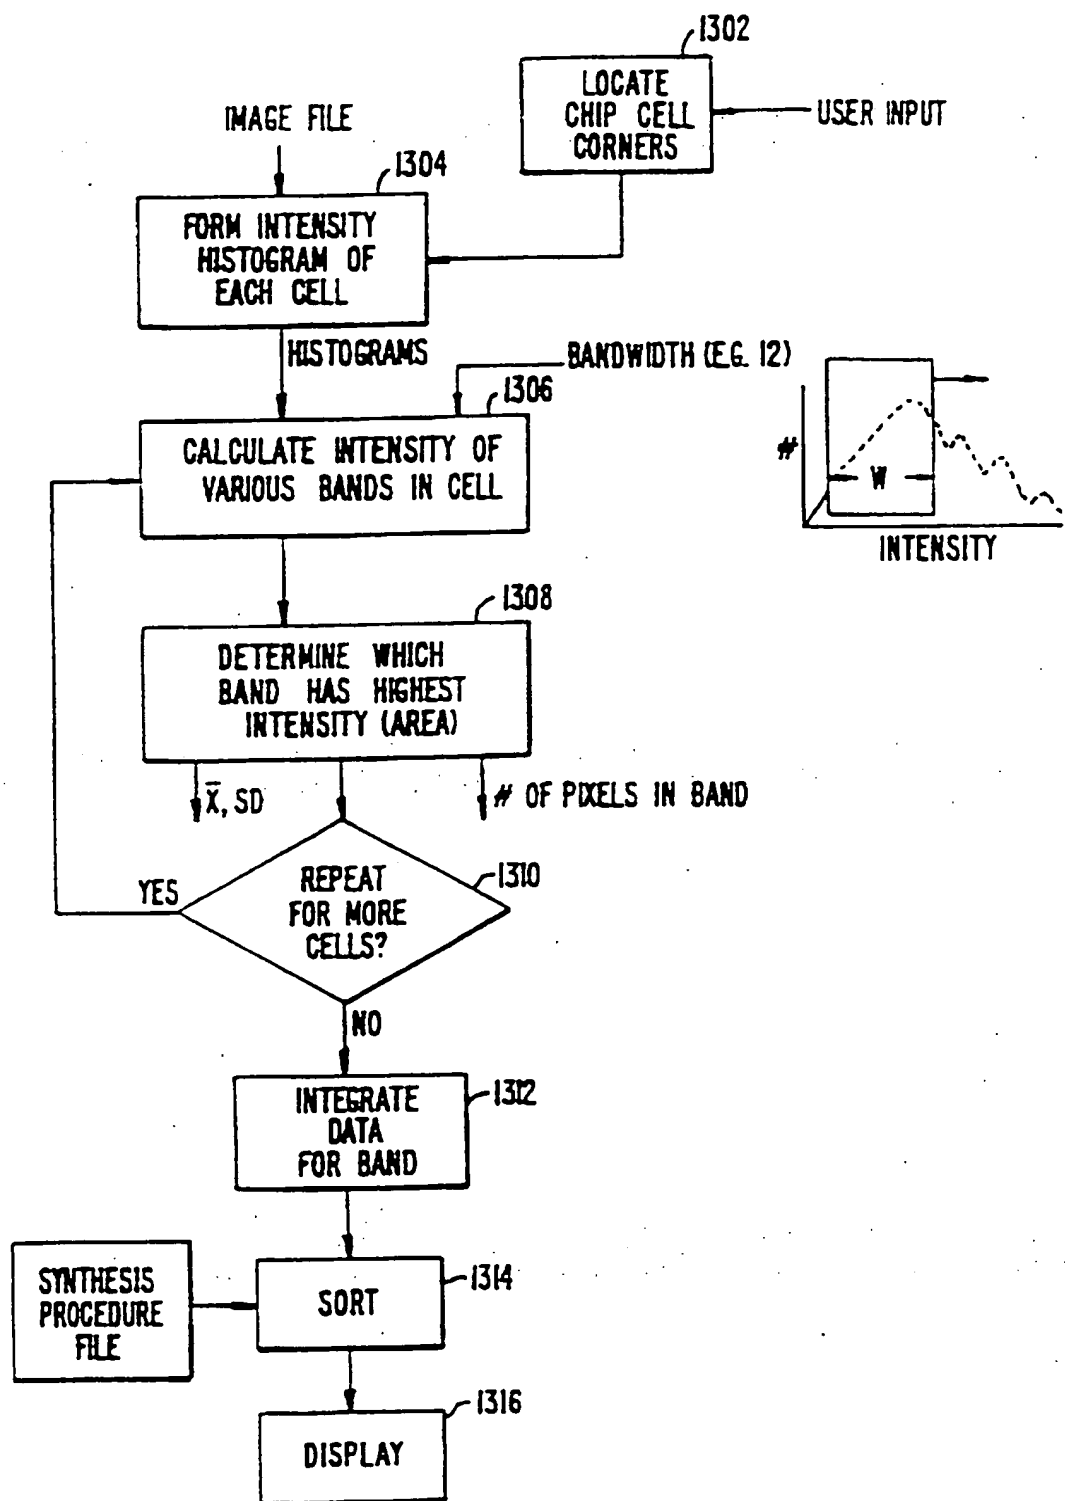 1302
LOCATE
CHIP CELL
CORNERS
USER INPUT
IMAGE FILE
1304
FORM INTENSITY
HISTOGRAM OF
EACH CELL
HISTOGRAMS
BANDWIDTH (E.G. 12)
1306
CALCULATE INTENSITY OF
VARIOUS BANDS IN CELL
#
W
INTENSITY
1308
DETERMINE WHICH
BAND HAS HIGHEST
INTENSITY (AREA)
X̄, SD
# OF PIXELS IN BAND
1310
REPEAT
FOR MORE
CELLS?
YES
NO
1312
INTEGRATE
DATA
FOR BAND
SYNTHESIS
PROCEDURE
FILE
1314
SORT
1316
DISPLAY